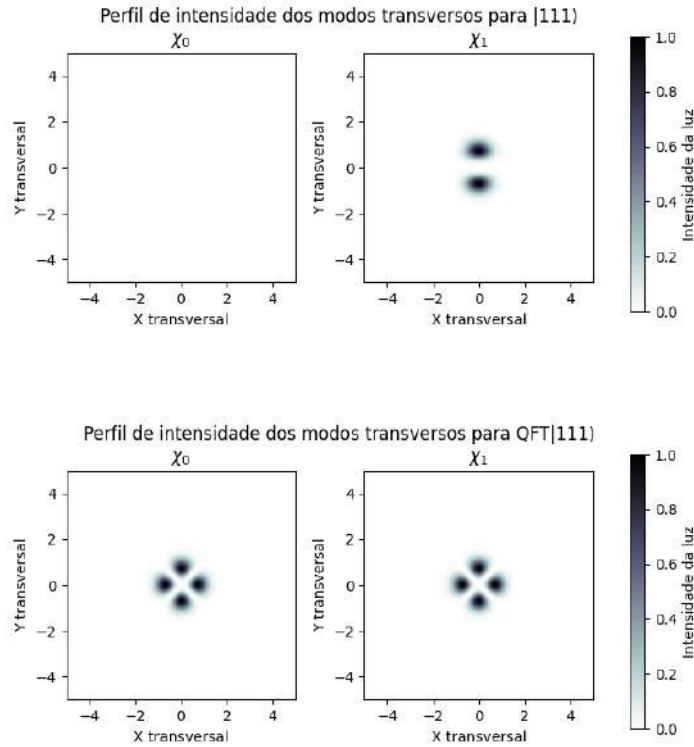 Perfil de intensidade dos modos transversos para |111)
χ₀
χ₁
1.0
0.8
0.6
0.4
0.2
0.0
Intensidade da luz
4
2
0
−2
−4
Y transversal
−4 −2 0 2 4
X transversal
4
2
0
−2
−4
Y transversal
−4 −2 0 2 4
X transversal
Perfil de intensidade dos modos transversos para QFT|111)
χ₀
χ₁
1.0
0.8
0.6
0.4
0.2
0.0
Intensidade da luz
4
2
0
−2
−4
Y transversal
−4 −2 0 2 4
X transversal
4
2
0
−2
−4
Y transversal
−4 −2 0 2 4
X transversal